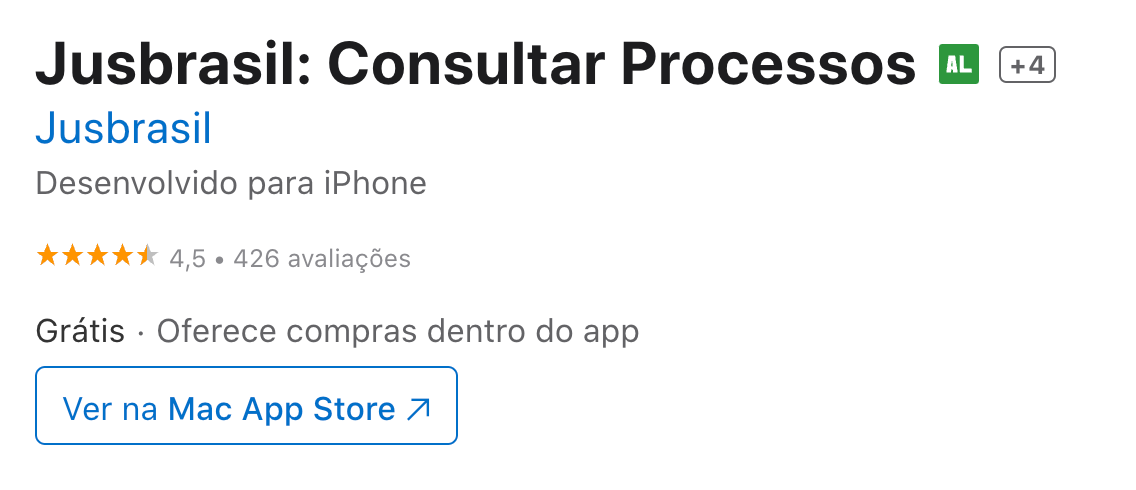 Jusbrasil: Consultar Processos AL +4
Jusbrasil
Desenvolvido para iPhone
4,5 • 426 avaliações
Grátis · Oferece compras dentro do app
Ver na Mac App Store ↗